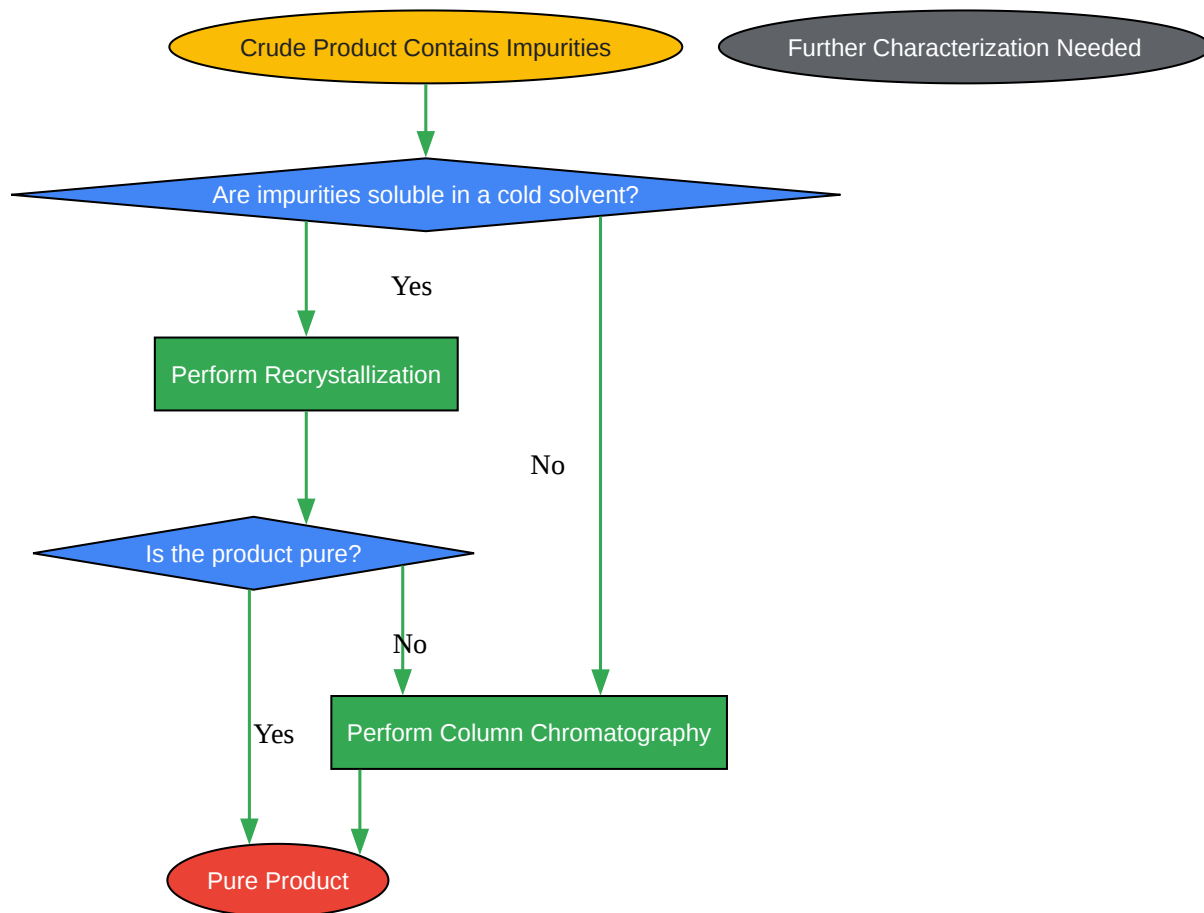 Crude Product Contains Impurities
Further Characterization Needed
Are impurities soluble in a cold solvent?
Yes
Perform Recrystallization
No
Is the product pure?
No
Yes
Perform Column Chromatography
Pure Product